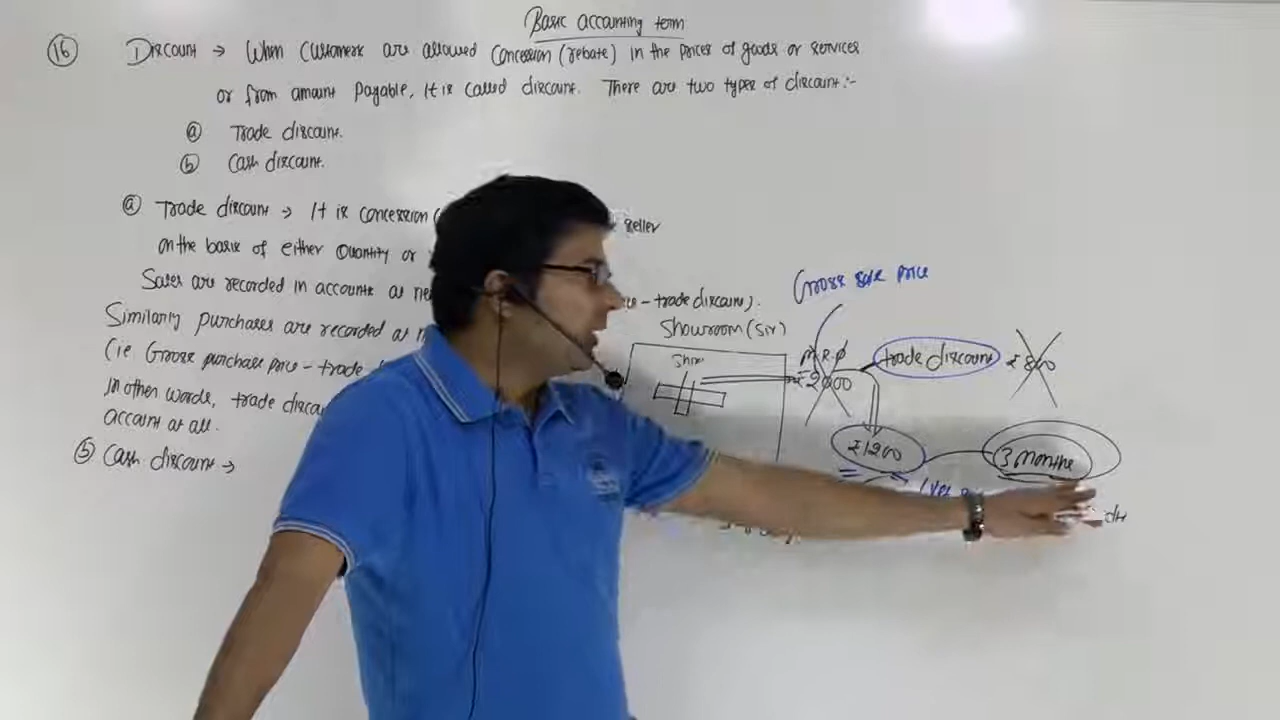 Basic accounting term
16 Discount → When customers are allowed concession (rebate) in the prices of goods or services
or from amount payable, it is called discount. There are two types of discount:-
a Trade discount.
b Cash discount.
a Trade discount → It is concession ( seller
on the basis of either Quantity or
Sales are recorded in accounts at ne - trade discount).
Similarly purchases are recorded at n
(ie Gross purchase price - trade
In other words, trade discou
account at all.
b Cash discount →
Gross sale price
Showroom (Sir)
Shoe
M.R.P
₹2000
trade discount
₹800
₹1200
3 months